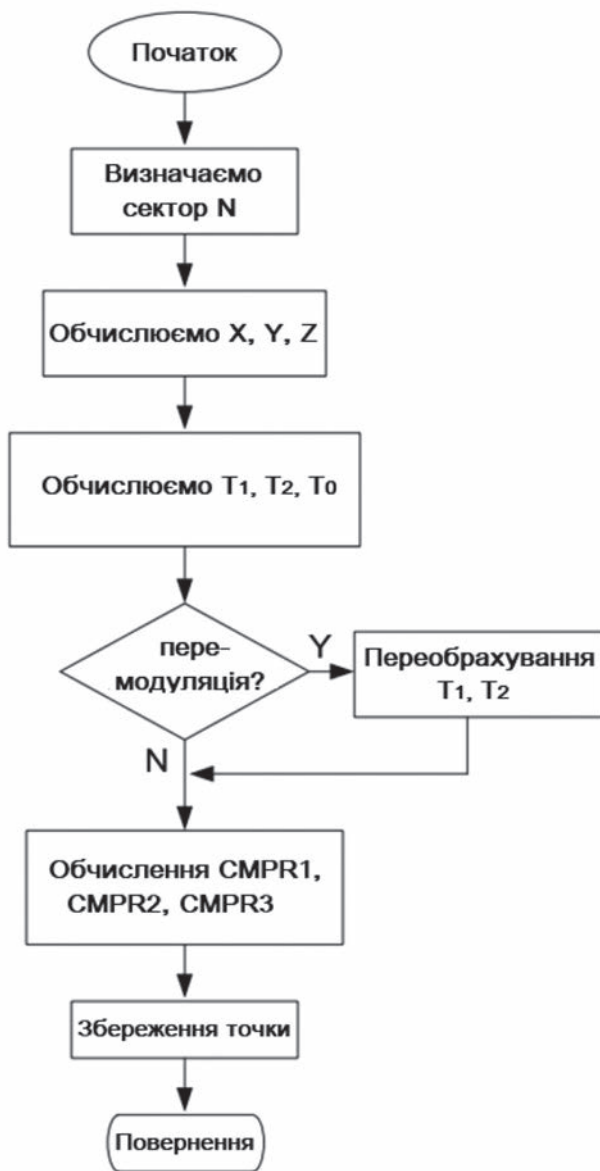 Початок
Визначаємо
сектор N
Обчислюємо X, Y, Z
Обчислюємо T1, T2, T0
пере-
модуляція?
Y
Переобрахування
T1, T2
N
Обчислення CMPR1,
CMPR2, CMPR3
Збереження точки
Повернення